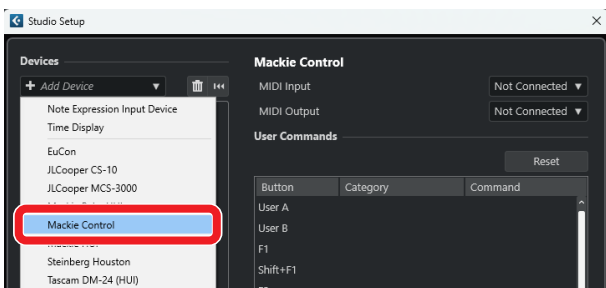 Studio Setup
Devices
+ Add Device
Note Expression Input Device
Time Display
EuCon
JLCooper CS-10
JLCooper MCS-3000
Mackie Control
Steinberg Houston
Tascam DM-24 (HUI)
Mackie Control
MIDI Input Not Connected
MIDI Output Not Connected
User Commands
Reset
Button Category Command
User A
User B
F1
Shift+F1